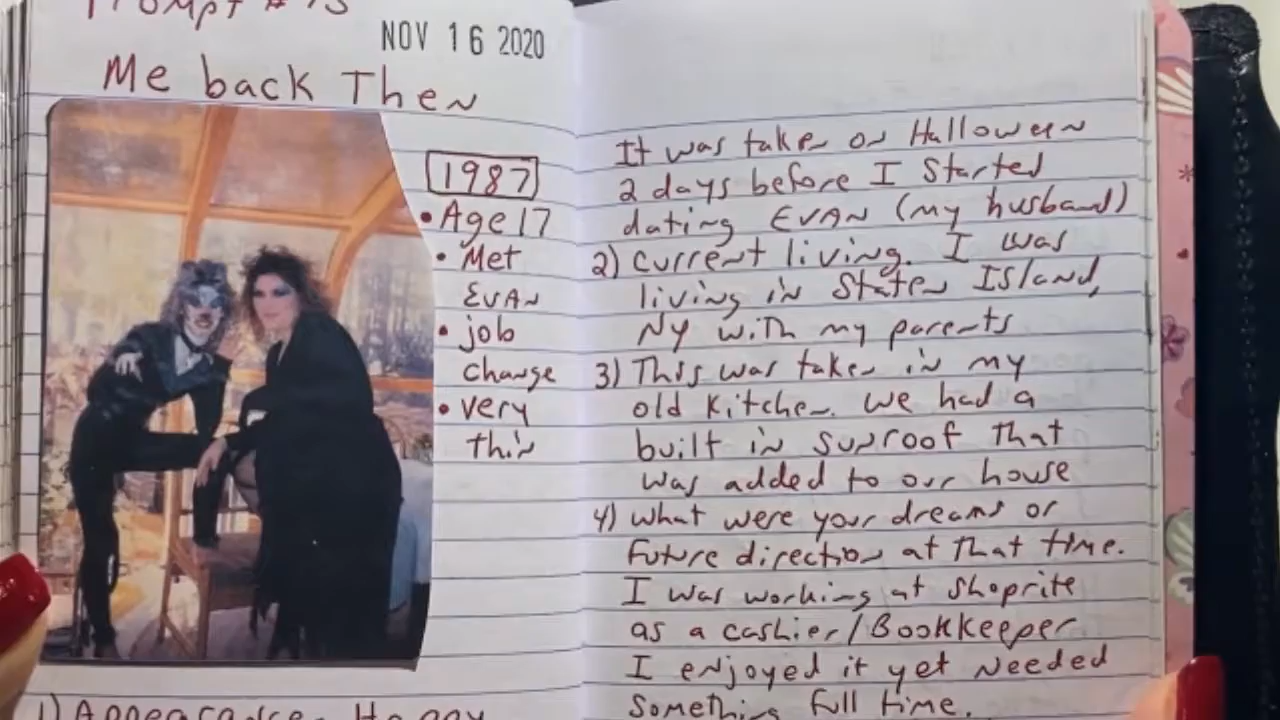 Prompt #13
NOV 16 2020
Me back Then
1987
• Age 17
• Met
Evan
• job
change
• very
thin
1) Appearance. Happy
It was taken on Halloween
2 days before I started
dating Evan (my husband)
2) Current living. I was
living in Staten Island,
NY with my parents
3) This was taken in my
old kitchen. We had a
built in sunroof that
was added to our house
4) What were your dreams or
future direction at that time.
I was working at shoprite
as a cashier/Bookkeeper
I enjoyed it yet Needed
something full time.